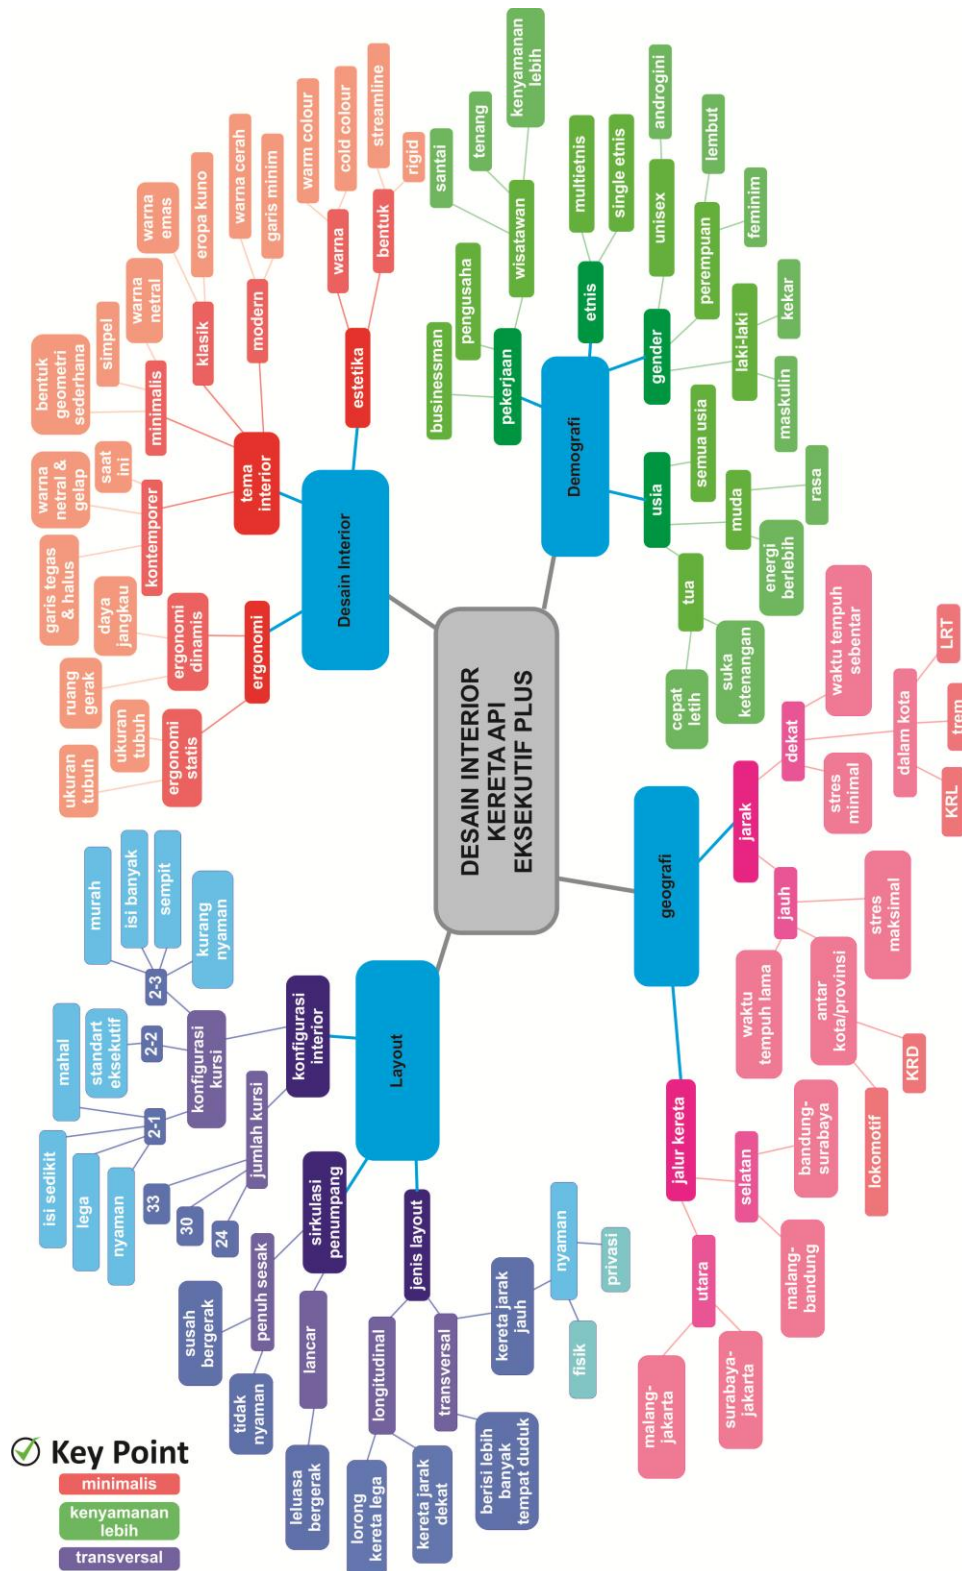 DESAIN INTERIOR
KERETA API
EKSEKUTIF PLUS
Desain Interior
ergonomi
ergonomi
statis
ukuran
tubuh
ukuran
tubuh
ergonomi
dinamis
ruang
gerak
daya
jangkau
tema
interior
kontemporer
garis tegas
& halus
warna
netral &
gelap
saat
ini
minimalis
bentuk
geometri
sederhana
simpel
warna
netral
klasik
warna
emas
eropa kuno
modern
warna cerah
garis minim
estetika
warna
warm colour
cold colour
bentuk
streamline
rigid
Demografi
pekerjaan
businessman
pengusaha
wisatawan
santai
tenang
kenyamanan
lebih
etnis
multietnis
single etnis
gender
unisex
androgini
perempuan
lembut
feminim
laki-laki
kekar
maskulin
usia
semua usia
muda
rasa
energi
berlebih
tua
cepat
letih
suka
ketenangan
geografi
jarak
dekat
waktu tempuh
sebentar
stres
minimal
dalam kota
KRL
trem
LRT
jauh
waktu
tempuh lama
stres
maksimal
antar
kota/provinsi
lokomotif
KRD
jalur kereta
selatan
bandung-
surabaya
malang-
bandung
utara
malang-
jakarta
surabaya-
jakarta
Layout
konfigurasi
interior
konfigurasi
kursi
2-3
murah
isi banyak
sempit
kurang
nyaman
2-2
standart
eksekutif
2-1
mahal
isi sedikit
lega
nyaman
jumlah kursi
33
30
24
sirkulasi
penumpang
penuh sesak
susah
bergerak
tidak
nyaman
lancar
leluasa
bergerak
jenis layout
longitudinal
lorong
kereta lega
kereta jarak
dekat
transversal
berisi lebih
banyak
tempat duduk
kereta jarak
jauh
nyaman
fisik
privasi
Key Point
minimalis
kenyamanan
lebih
transversal